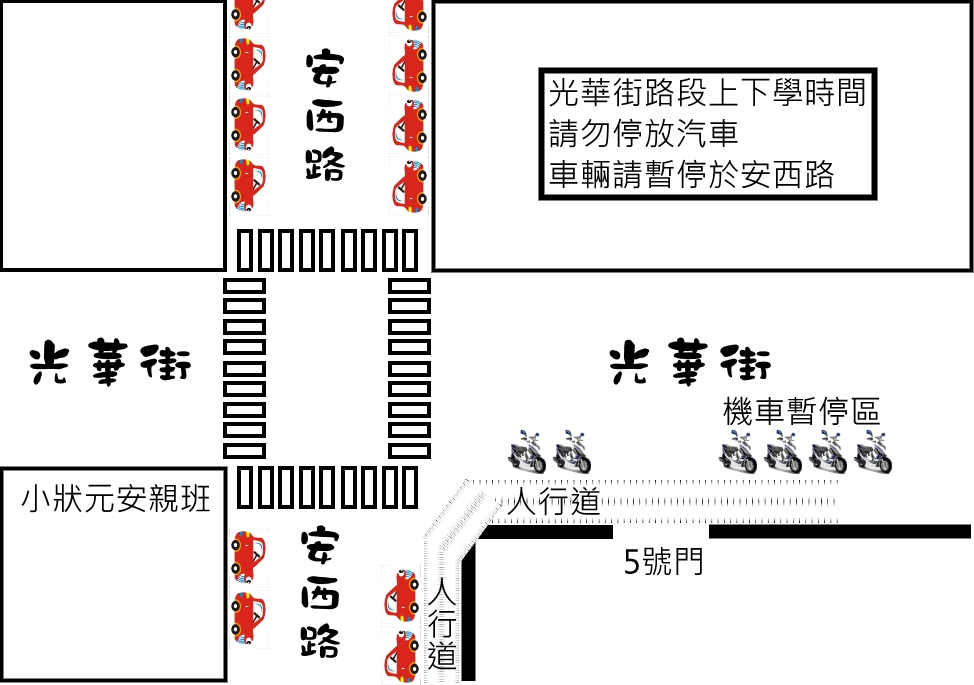 安西路
光華街路段上下學時間
請勿停放汽車
車輛請暫停於安西路
光華街
光華街
機車暫停區
小狀元安親班
人行道
安西路
5號門
人行道